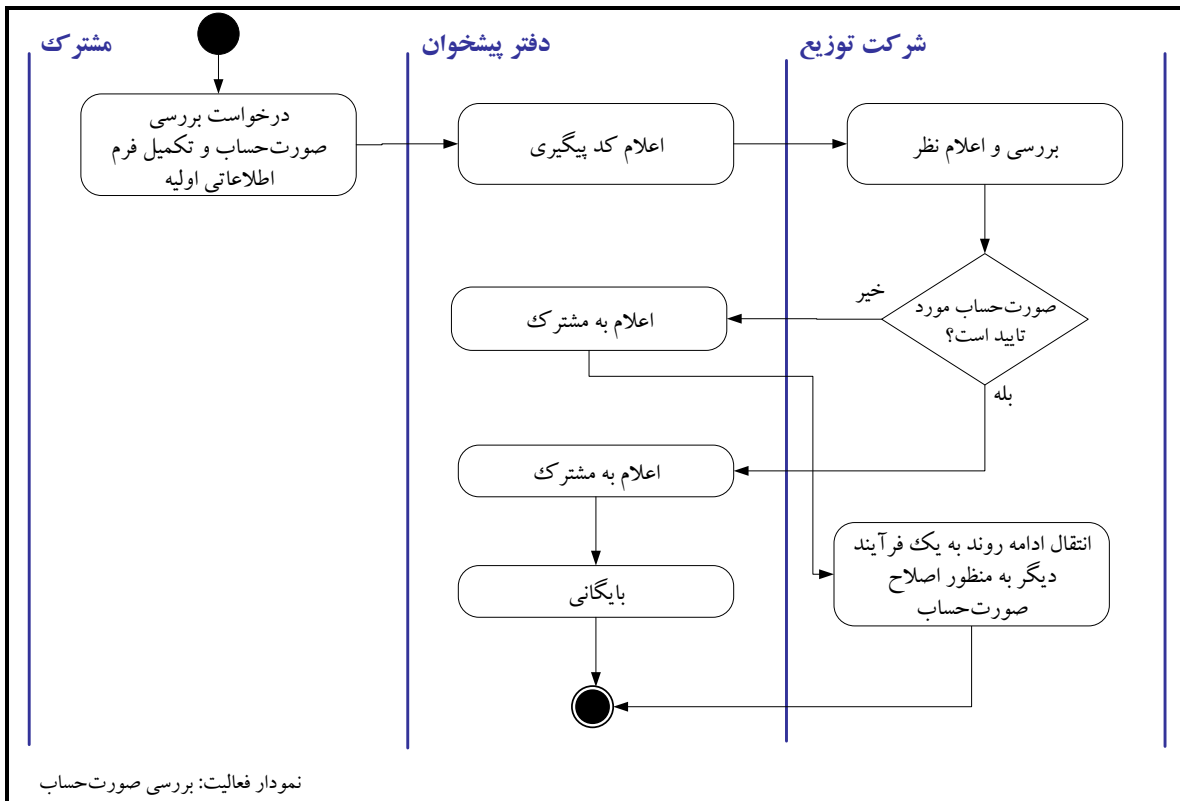 مشترک
دفتر پیشخوان
شرکت توزیع
درخواست بررسی
صورت‌حساب و تکمیل فرم
اطلاعاتی اولیه
اعلام کد پیگیری
بررسی و اعلام نظر
صورت‌حساب مورد
تایید است؟
خیر
اعلام به مشترک
بله
اعلام به مشترک
انتقال ادامه روند به یک فرآیند
دیگر به منظور اصلاح
صورت‌حساب
بایگانی
نمودار فعالیت: بررسی صورت‌حساب